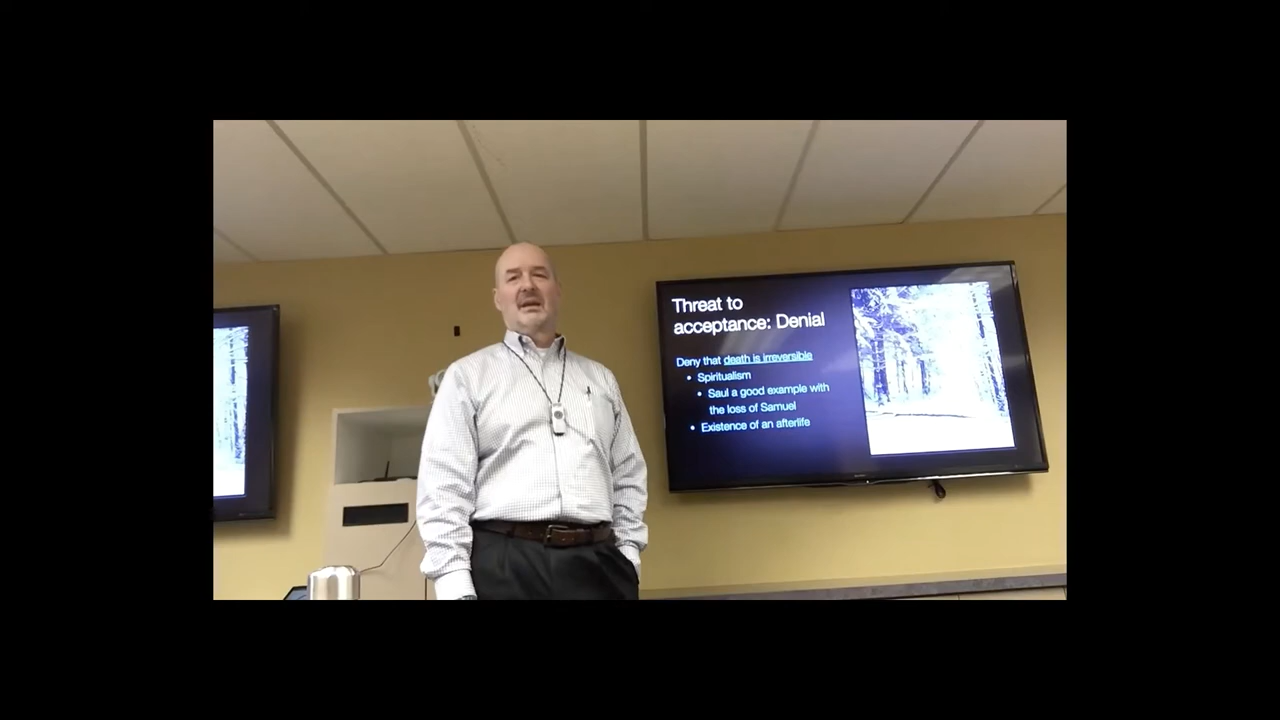 Threat to
acceptance: Denial
Deny that death is irreversible
• Spiritualism
• Saul a good example with
the loss of Samuel
• Existence of an afterlife